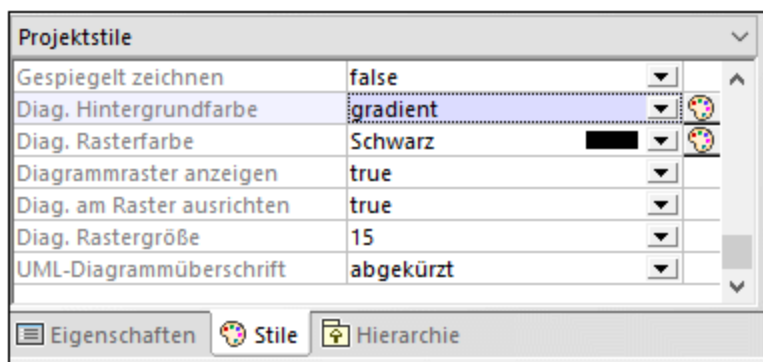 Projektstile
Gespiegelt zeichnen false
Diag. Hintergrundfarbe gradient
Diag. Rasterfarbe Schwarz
Diagrammraster anzeigen true
Diag. am Raster ausrichten true
Diag. Rastergröße 15
UML-Diagrammüberschrift abgekürzt
Eigenschaften Stile Hierarchie